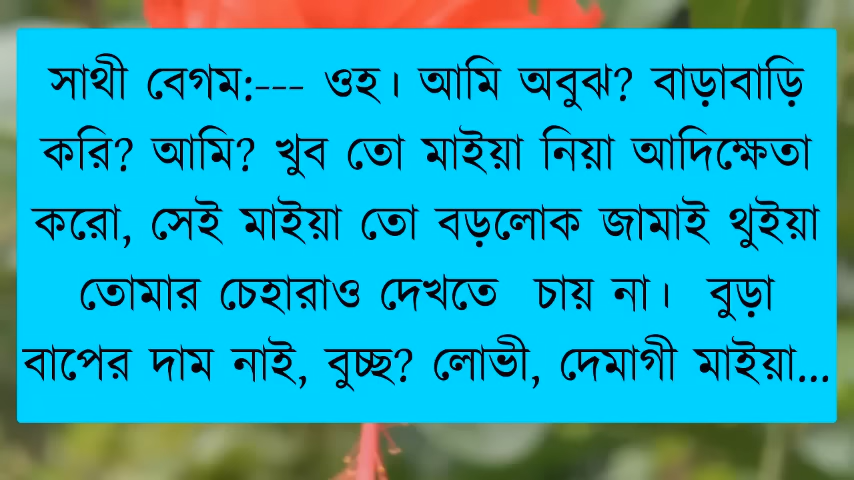 সাথী বেগম:--- ওহ। আমি অবুঝ? বাড়াবাড়ি
করি? আমি? খুব তো মাইয়া নিয়া আদিক্ষেতা
করো, সেই মাইয়া তো বড়লোক জামাই থুইয়া
তোমার চেহারাও দেখতে চায় না। বুড়া
বাপের দাম নাই, বুচ্ছ? লোভী, দেমাগী মাইয়া...